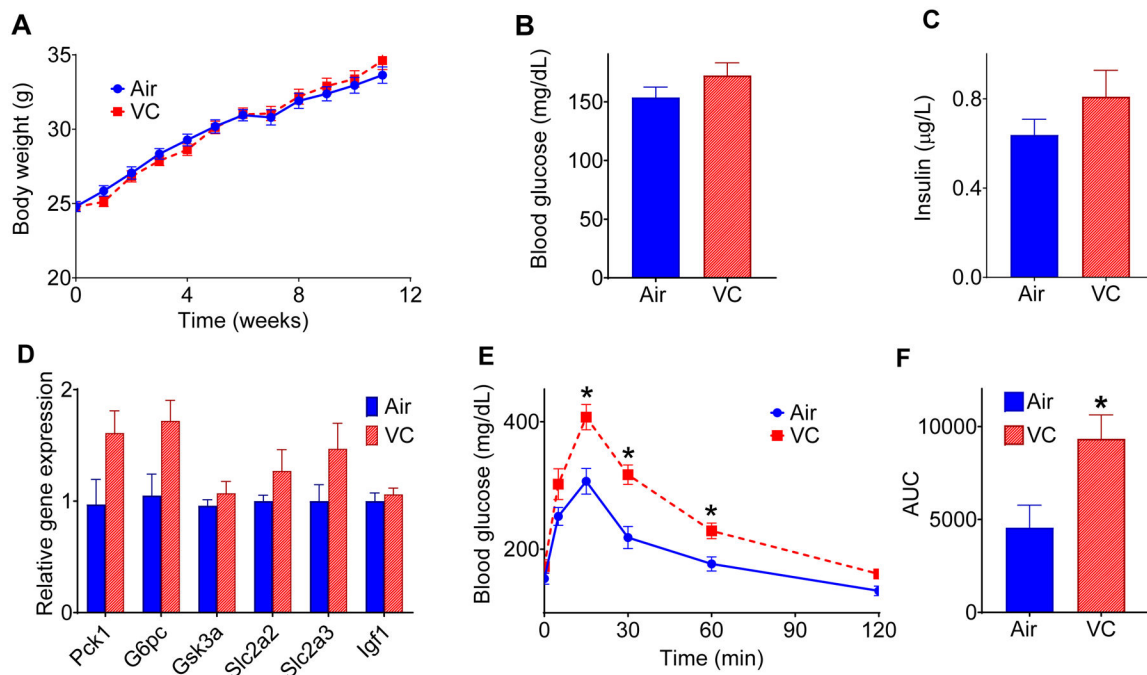 A
Body weight (g)
35
30
25
20
0
4
8
12
Time (weeks)
Air
VC
B
Blood glucose (mg/dL)
150
100
50
0
Air
VC
C
Insulin (μg/L)
0.8
0.4
0.0
Air
VC
D
Relative gene expression
2
1
0
Air
VC
Pck1
G6pc
Gsk3a
Slc2a2
Slc2a3
Igf1
E
Blood glucose (mg/dL)
400
200
*
*
*
Air
VC
0
30
60
90
120
Time (min)
F
AUC
10000
5000
0
Air
VC
*
Air
VC